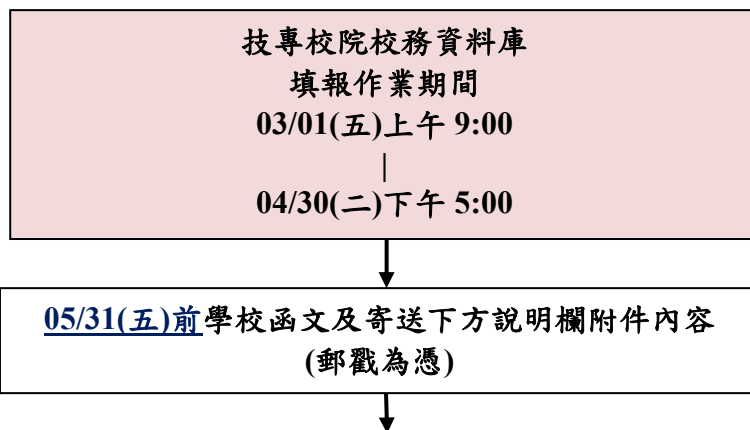 技專校院校務資料庫
填報作業期間
03/01(五)上午 9:00
|
04/30(二)下午 5:00
05/31(五)前學校函文及寄送下方說明欄附件內容
(郵戳為憑)